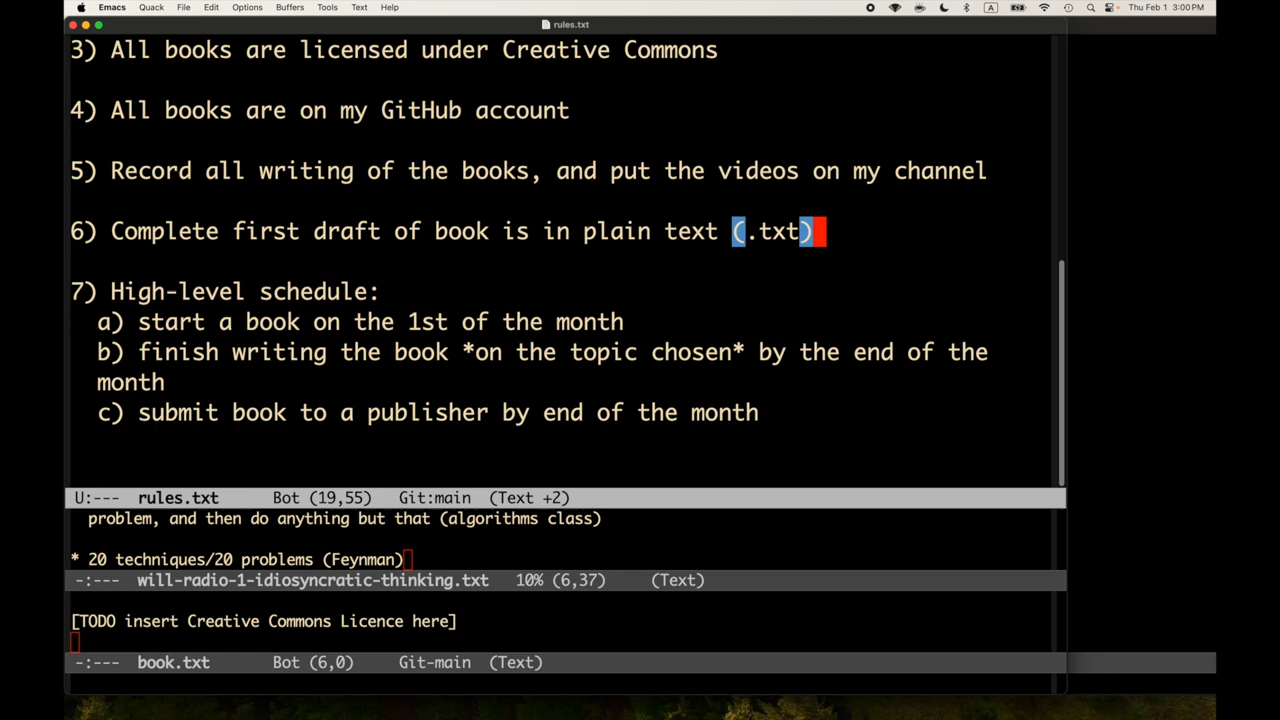 Emacs Quack File Edit Options Buffers Tools Text Help A Thu Feb 1 3:00 PM
rules.txt
3) All books are licensed under Creative Commons
4) All books are on my GitHub account
5) Record all writing of the books, and put the videos on my channel
6) Complete first draft of book is in plain text (.txt)
7) High-level schedule:
a) start a book on the 1st of the month
b) finish writing the book *on the topic chosen* by the end of the
month
c) submit book to a publisher by end of the month
U:--- rules.txt Bot (19,55) Git:main (Text +2)
problem, and then do anything but that (algorithms class)
* 20 techniques/20 problems (Feynman)
-:--- will-radio-1-idiosyncratic-thinking.txt 10% (6,37) (Text)
[TODO insert Creative Commons Licence here]
-:--- book.txt Bot (6,0) Git-main (Text)